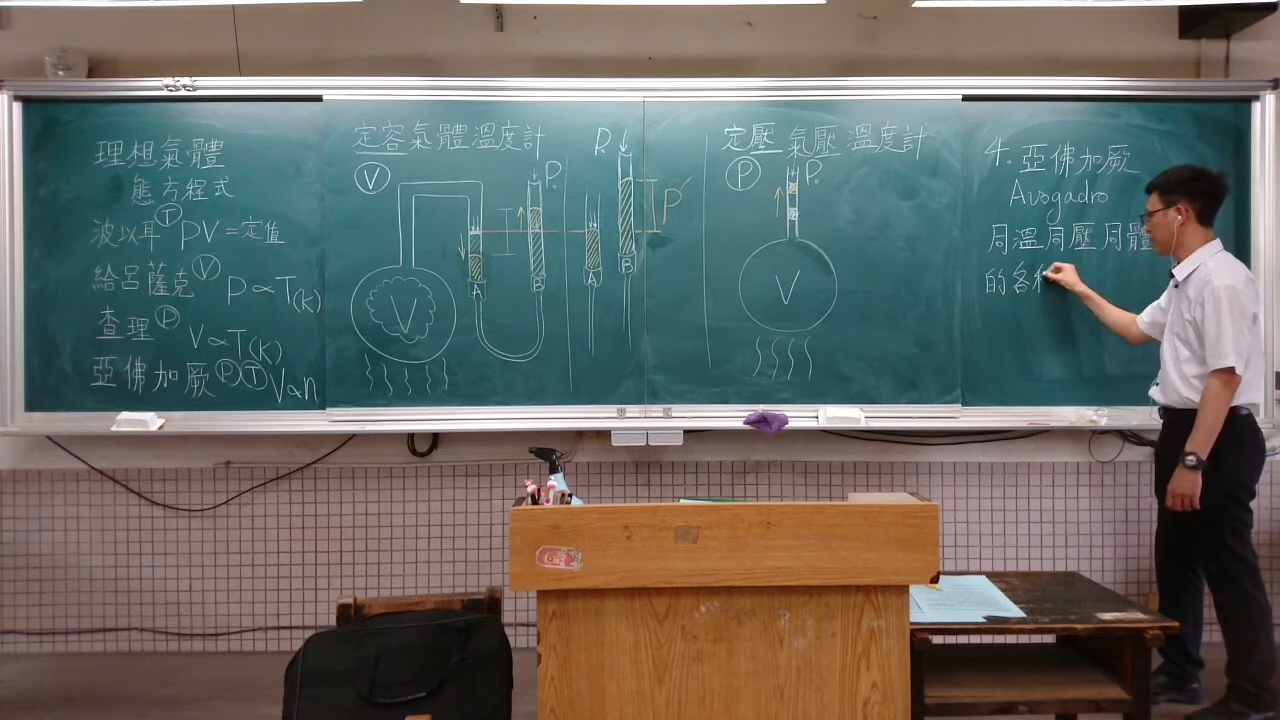 理想氣體
態方程式
波以耳 Ⓣ PV=定值
給呂薩克 Ⓥ P∝T(K)
查理 Ⓟ V∝T(K)
亞佛加厥 Ⓟ Ⓣ V∝n
定容氣體溫度計
Ⓥ
V
A
B
P.
A
B
P.
P′
定壓氣壓溫度計
Ⓟ
P.
V
4. 亞佛加厥
Avogadro
同溫同壓同體
的各